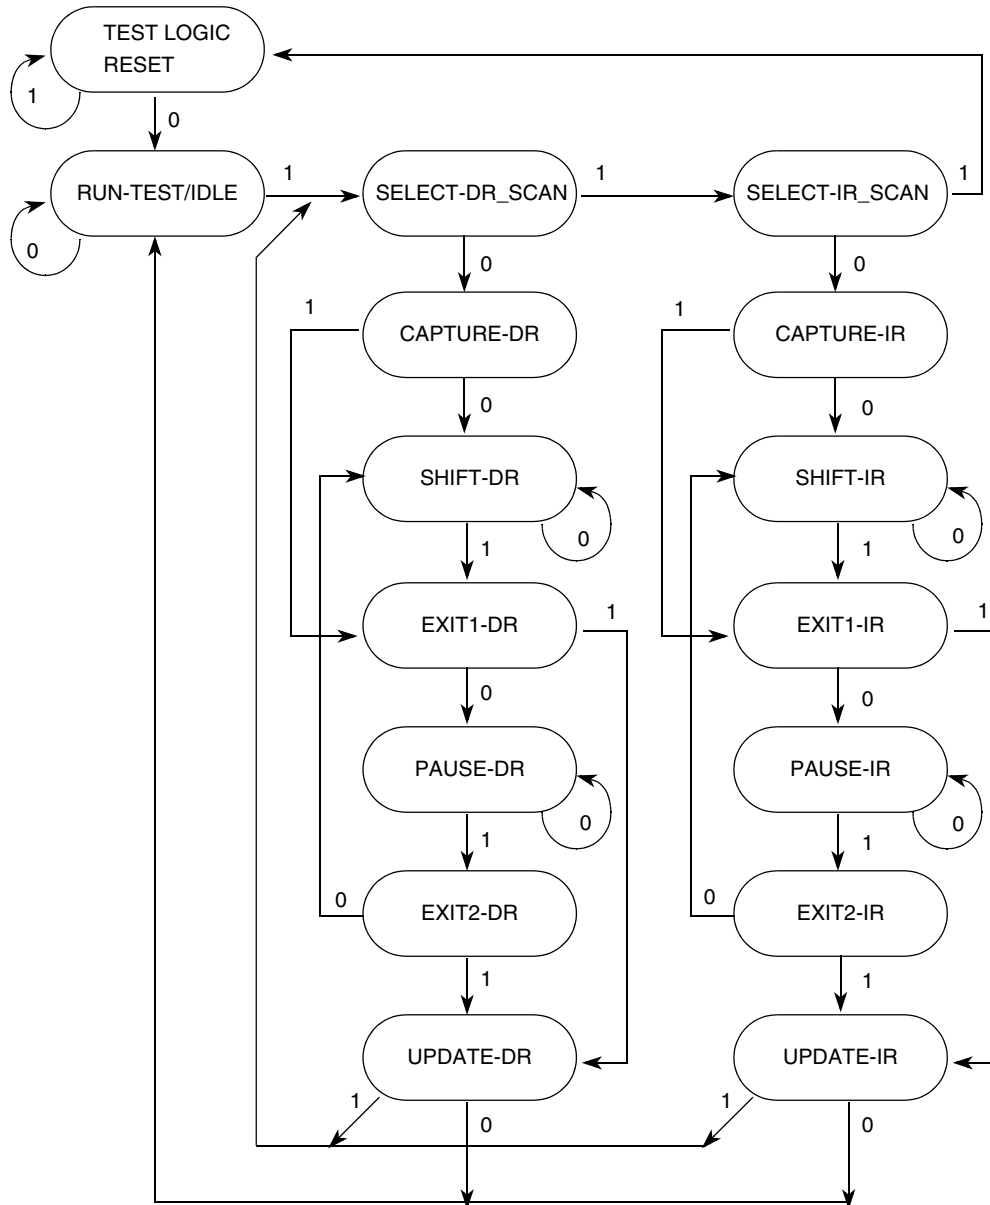 TEST LOGIC
RESET
1
0
RUN-TEST/IDLE
1
SELECT-DR_SCAN
1
SELECT-IR_SCAN
1
0
0
0
1
CAPTURE-DR
1
CAPTURE-IR
0
0
SHIFT-DR
0
SHIFT-IR
0
1
1
EXIT1-DR
1
EXIT1-IR
1
0
0
PAUSE-DR
0
PAUSE-IR
0
1
1
0
EXIT2-DR
0
EXIT2-IR
1
1
UPDATE-DR
UPDATE-IR
1
0
1
0